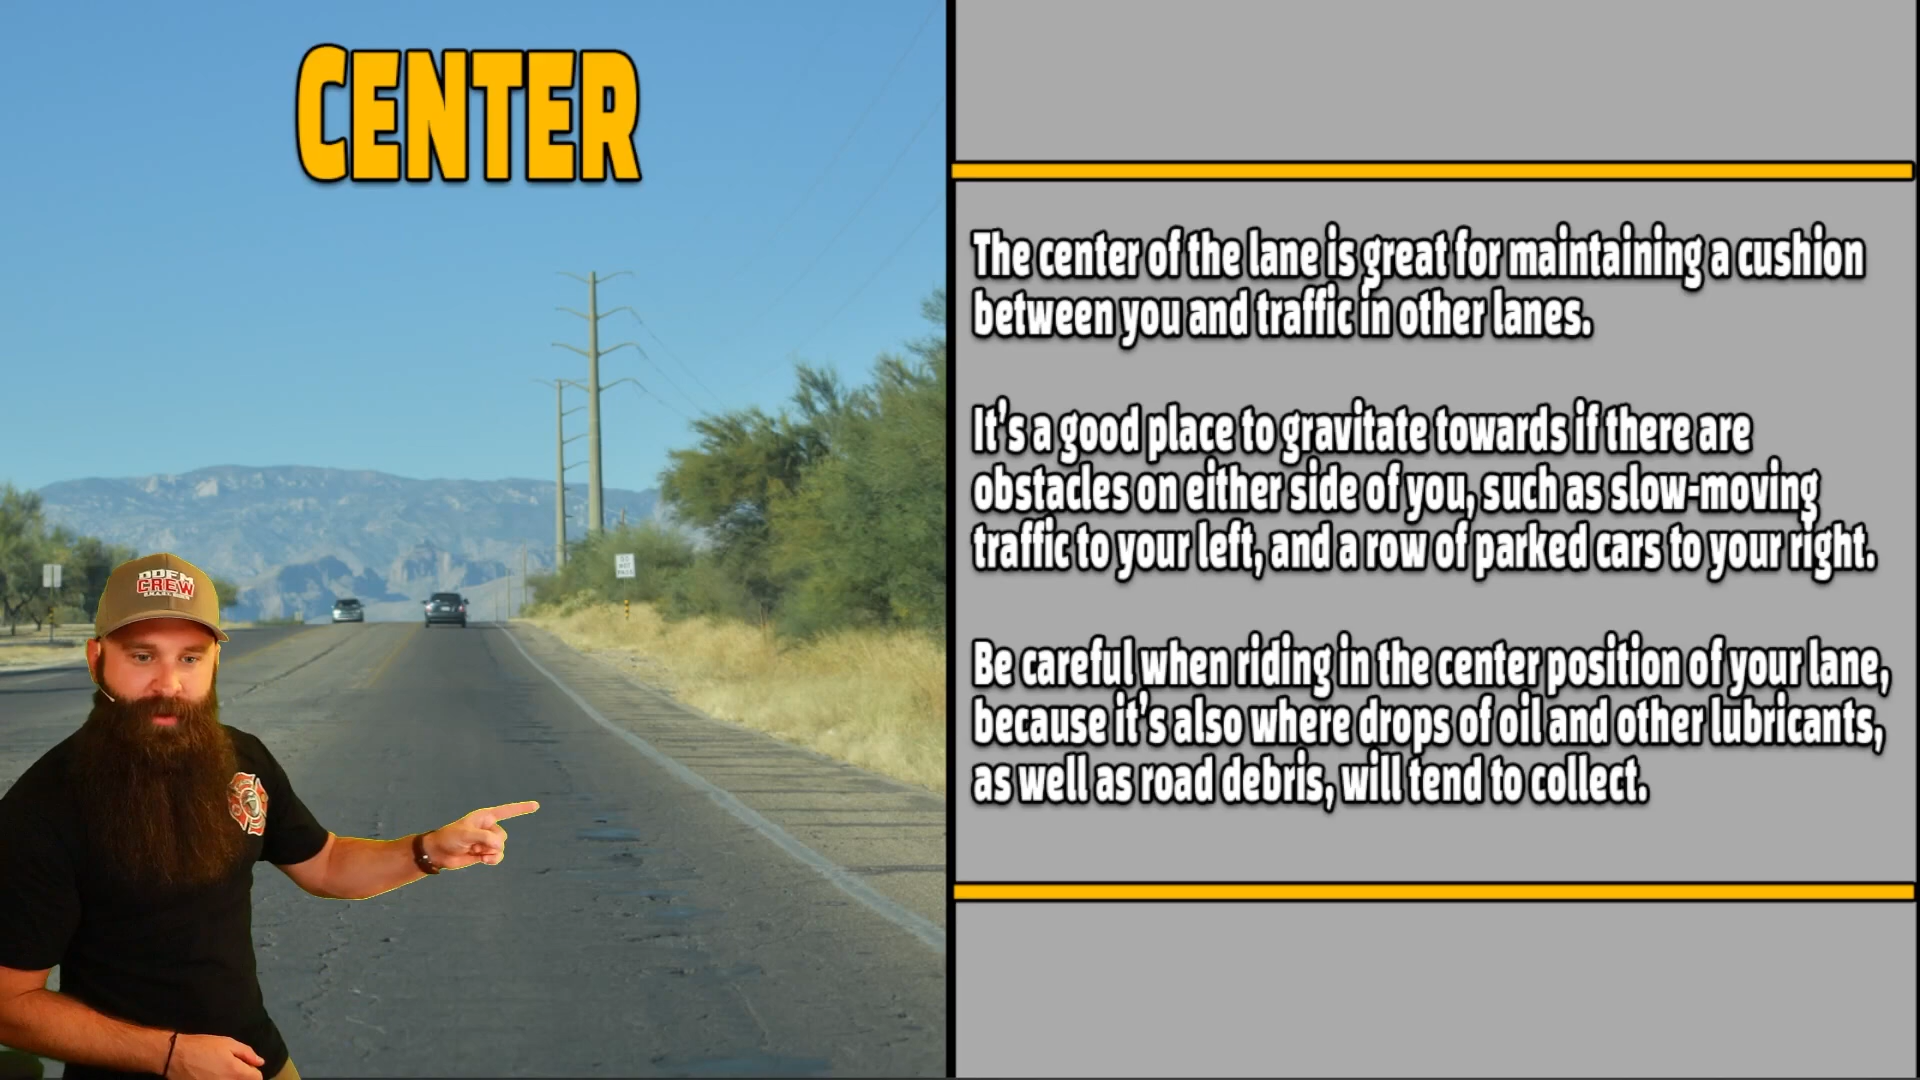 CENTER
The center of the lane is great for maintaining a cushion
between you and traffic in other lanes.
It's a good place to gravitate towards if there are
obstacles on either side of you, such as slow-moving
traffic to your left, and a row of parked cars to your right.
Be careful when riding in the center position of your lane,
because it's also where drops of oil and other lubricants,
as well as road debris, will tend to collect.
DO
NOT
PASS
DDFM
CREW